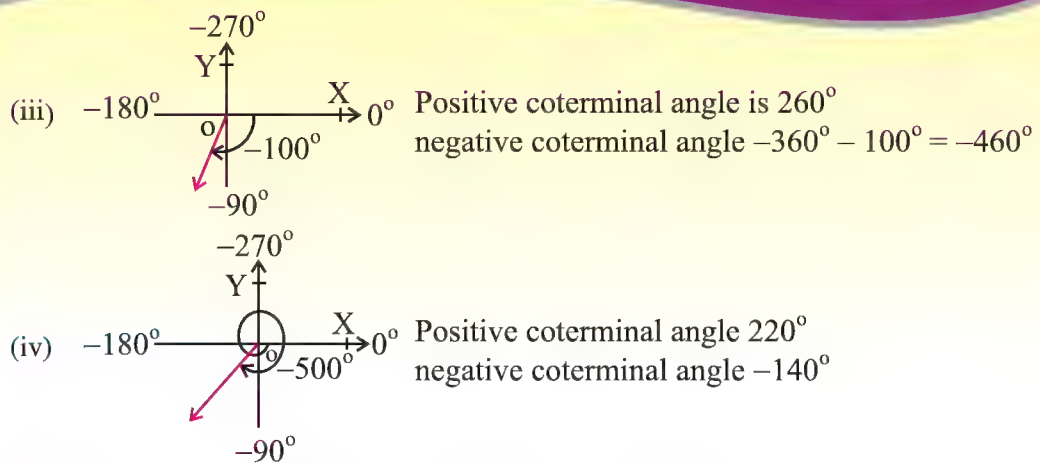 −270°
Y
(iii) −180° X 0° Positive coterminal angle is 260°
o −100° negative coterminal angle −360° − 100° = −460°
−90°
−270°
Y
(iv) −180° X 0° Positive coterminal angle 220°
o −500° negative coterminal angle −140°
−90°